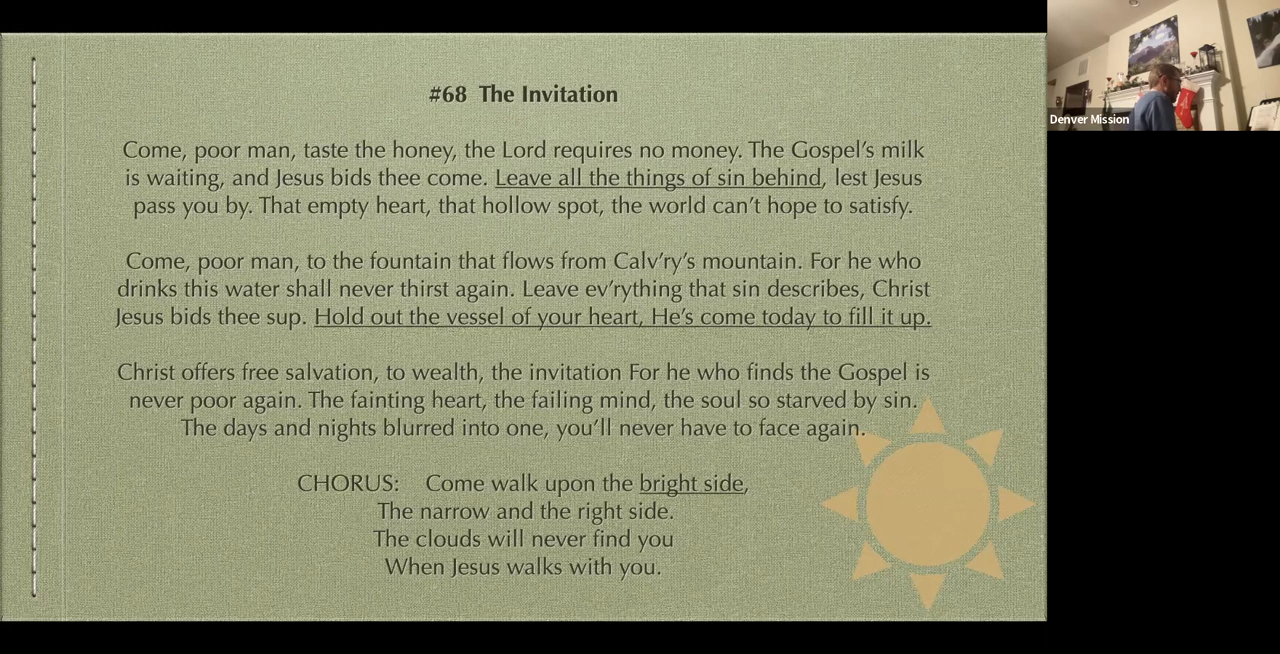 #68 The Invitation
Come, poor man, taste the honey, the Lord requires no money. The Gospel’s milk
is waiting, and Jesus bids thee come. Leave all the things of sin behind, lest Jesus
pass you by. That empty heart, that hollow spot, the world can’t hope to satisfy.
Come, poor man, to the fountain that flows from Calv’ry’s mountain. For he who
drinks this water shall never thirst again. Leave ev’rything that sin describes, Christ
Jesus bids thee sup. Hold out the vessel of your heart, He’s come today to fill it up.
Christ offers free salvation, to wealth, the invitation For he who finds the Gospel is
never poor again. The fainting heart, the failing mind, the soul so starved by sin.
The days and nights blurred into one, you’ll never have to face again.
CHORUS: Come walk upon the bright side,
The narrow and the right side.
The clouds will never find you
When Jesus walks with you.
Denver Mission